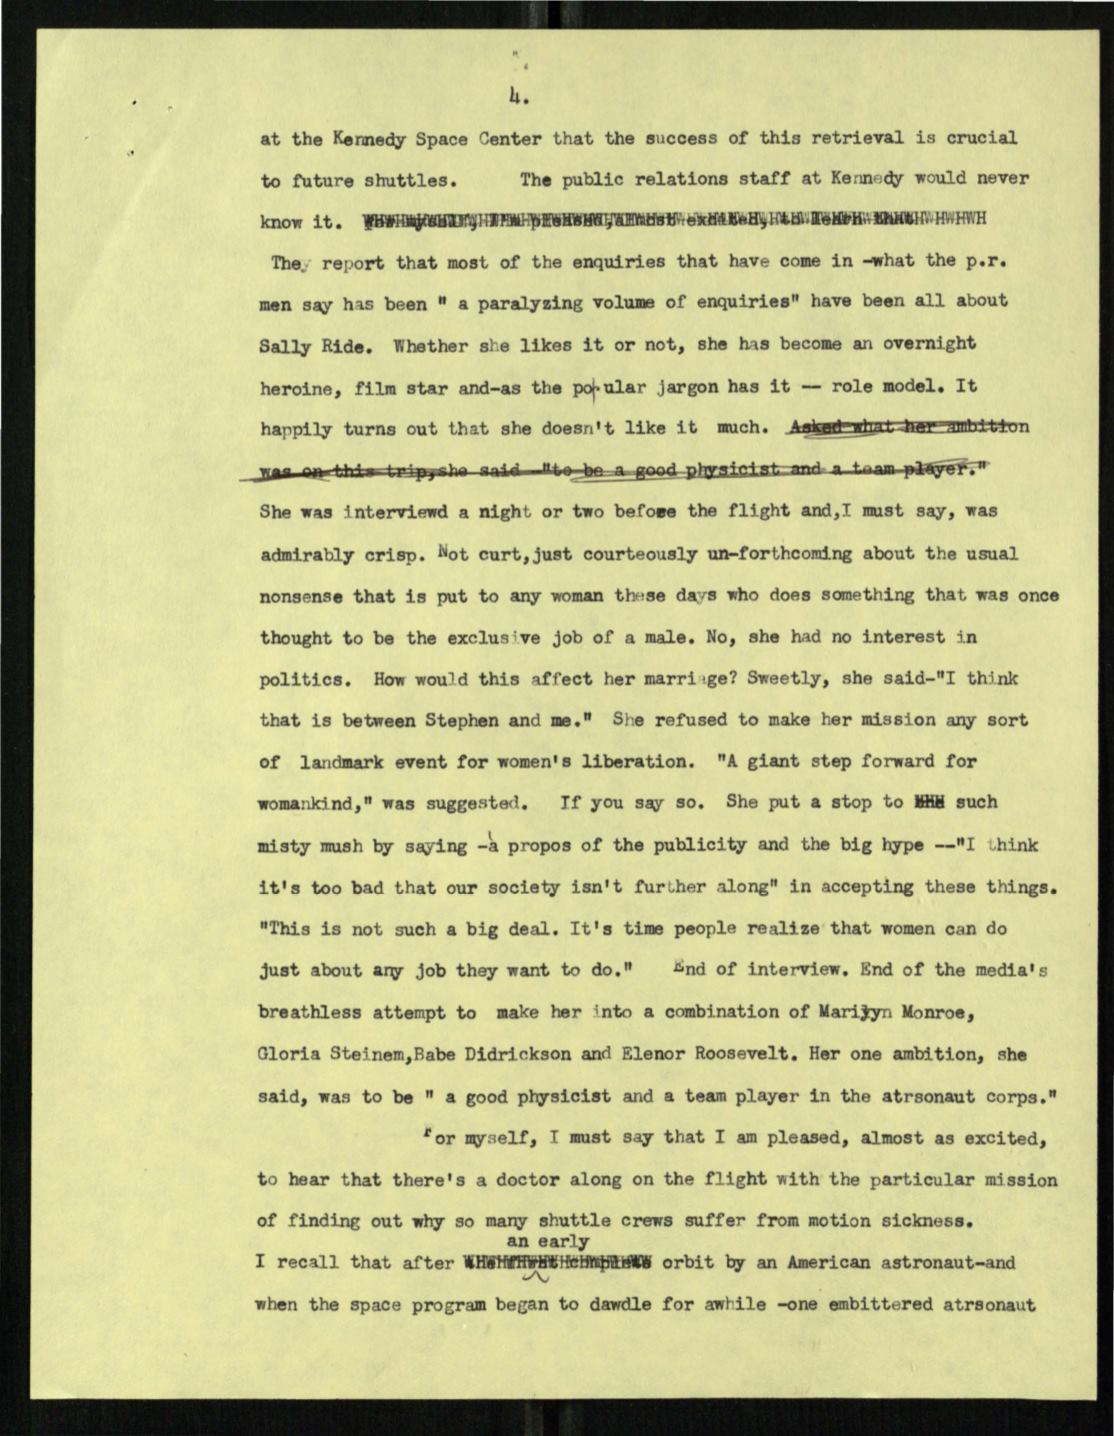 4.
at the Kennedy Space Center that the success of this retrieval is crucial
to future shuttles. The public relations staff at Kennedy would never
know it. For myself, I'm pleased, almost excited, to learn that
They report that most of the enquiries that have come in -what the p.r.
men say has been " a paralyzing volume of enquiries" have been all about
Sally Ride. Whether she likes it or not, she has become an overnight
heroine, film star and-as the popular jargon has it -- role model. It
happily turns out that she doesn't like it much. Asked what her ambition
was on this trip,she said -"to be a good physicist and a team player."
She was interviewd a night or two before the flight and,I must say, was
admirably crisp. Not curt,just courteously un-forthcoming about the usual
nonsense that is put to any woman these days who does something that was once
thought to be the exclusive job of a male. No, she had no interest in
politics. How would this affect her marriage? Sweetly, she said-"I think
that is between Stephen and me." She refused to make her mission any sort
of landmark event for women's liberation. "A giant step forward for
womankind," was suggested. If you say so. She put a stop to such
misty mush by saying -à propos of the publicity and the big hype --"I think
it's too bad that our society isn't further along" in accepting these things.
"This is not such a big deal. It's time people realize that women can do
just about any job they want to do." End of interview. End of the media's
breathless attempt to make her into a combination of Marilyn Monroe,
Gloria Steinem,Babe Didrickson and Elenor Roosevelt. Her one ambition, she
said, was to be " a good physicist and a team player in the atrsonaut corps."
For myself, I must say that I am pleased, almost as excited,
to hear that there's a doctor along on the flight with the particular mission
of finding out why so many shuttle crews suffer from motion sickness.
an early
I recall that after orbit by an American astronaut-and
when the space program began to dawdle for awhile -one embittered atrsonaut